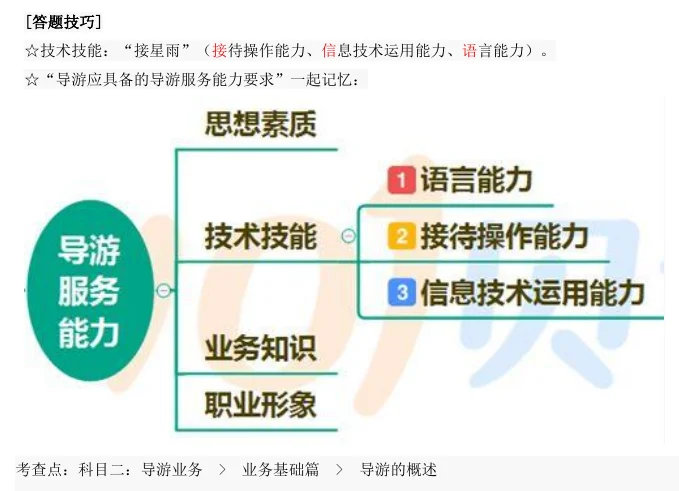 [答题技巧]
☆技术技能：“接星雨”（接待操作能力、信息技术运用能力、语言能力）。
☆“导游应具备的导游服务能力要求”一起记忆：
导游
服务
能力
思想素质
技术技能
1 语言能力
2 接待操作能力
3 信息技术运用能力
业务知识
职业形象
考查点：科目二：导游业务 > 业务基础篇 > 导游的概述